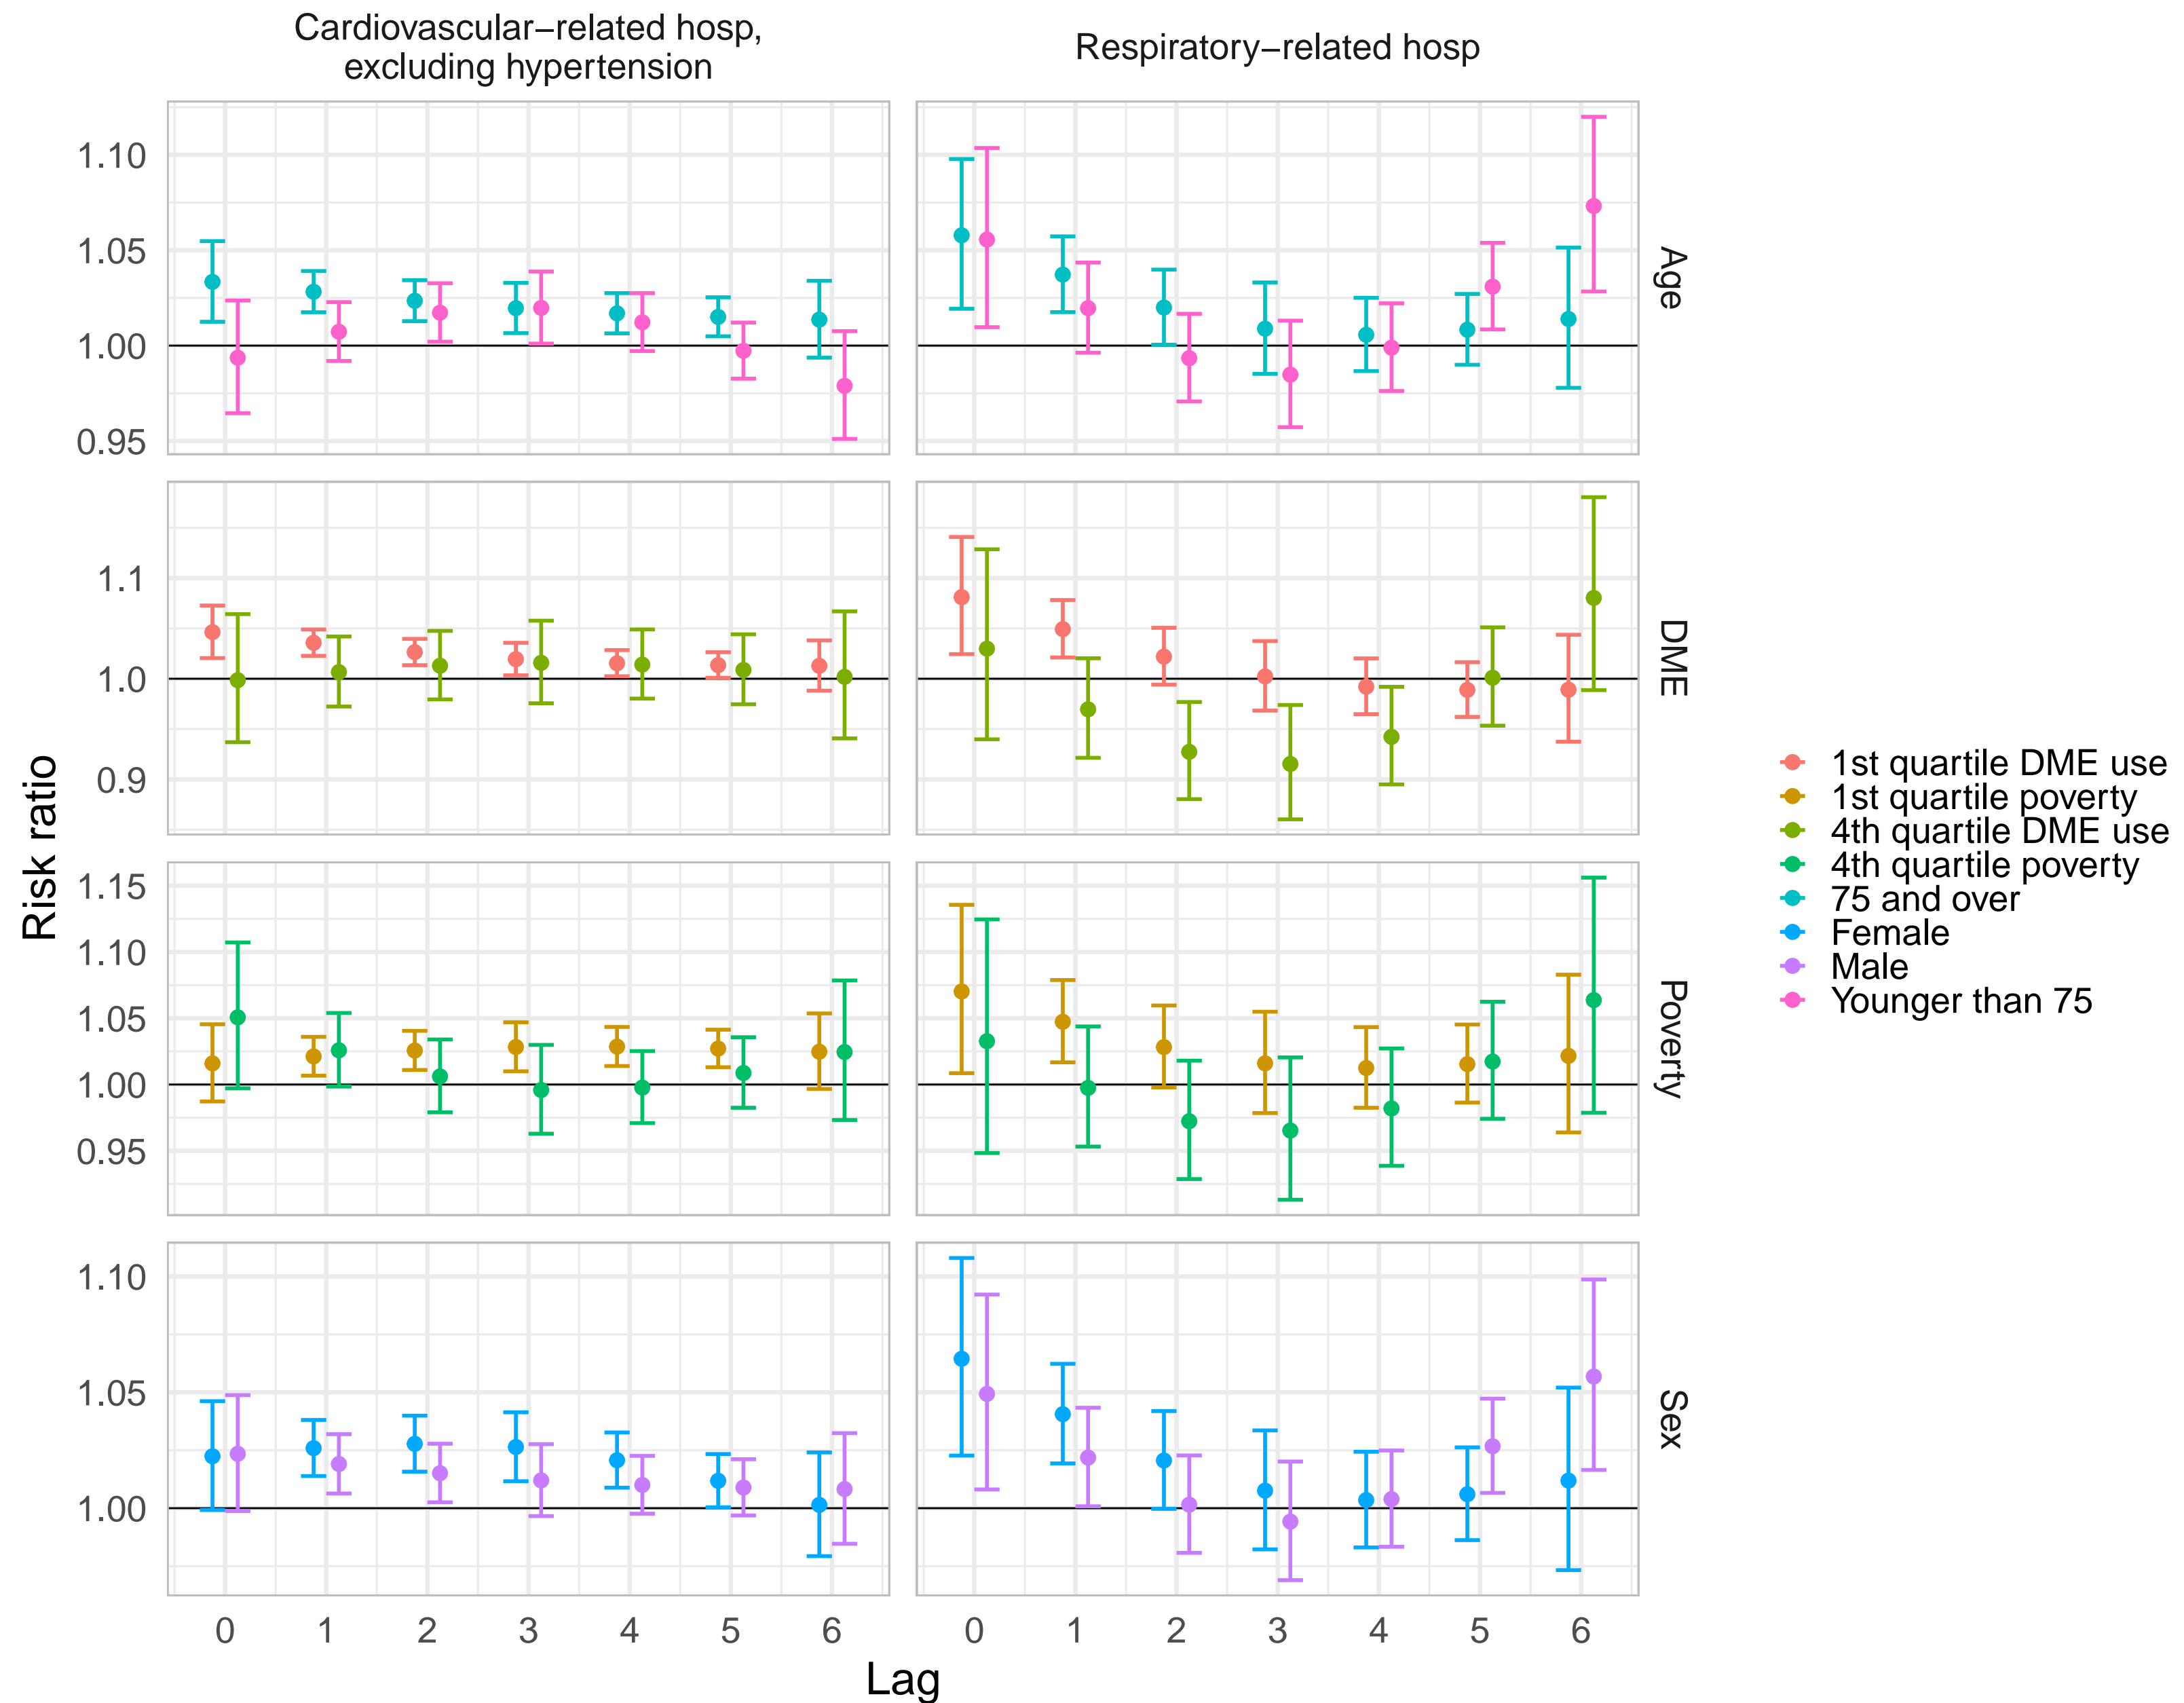 Cardiovascular−related hosp,
excluding hypertension
Respiratory−related hosp
1.10
1.05
1.00
0.95
Age
1.1
1.0
0.9
DME
1.15
1.10
1.05
1.00
0.95
Poverty
1.10
1.05
1.00
Sex
0 1 2 3 4 5 6
0 1 2 3 4 5 6
Lag
Risk ratio
1st quartile DME use
1st quartile poverty
4th quartile DME use
4th quartile poverty
75 and over
Female
Male
Younger than 75